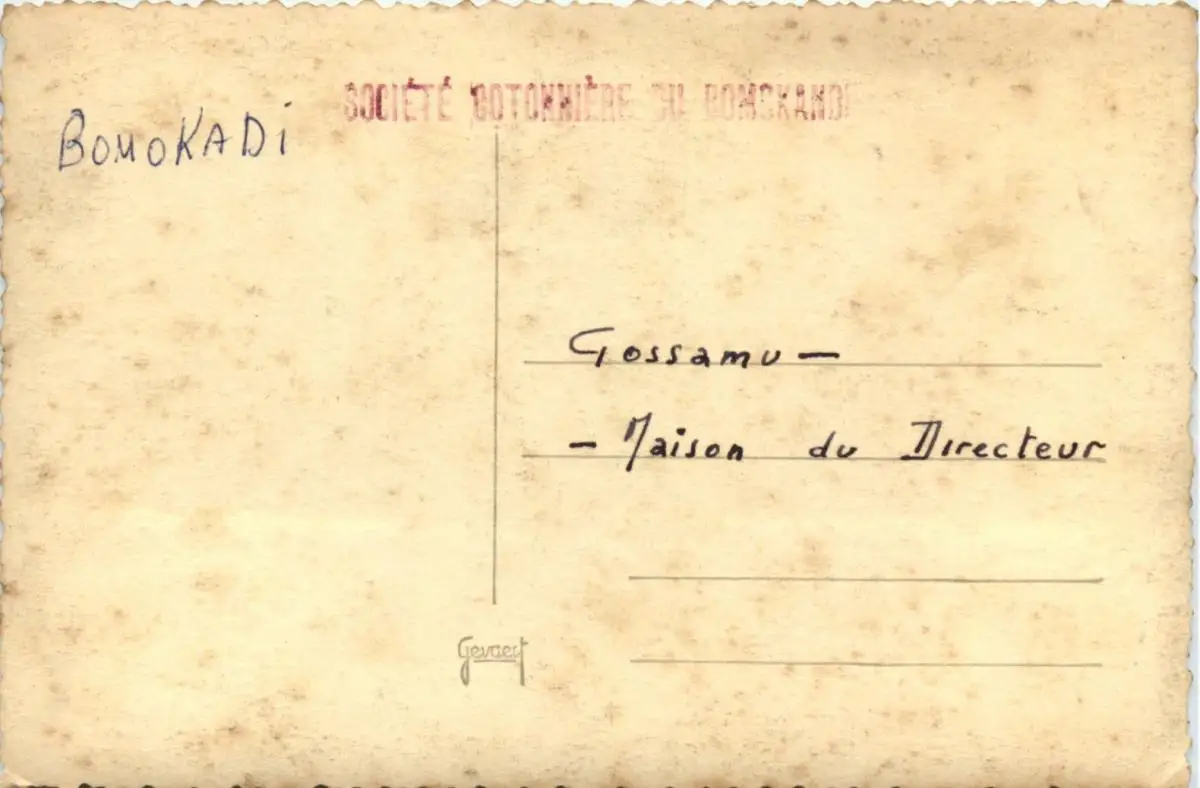 SOCIÉTÉ COTONNIÈRE DU BOMOKANDI
BOMOKADi
Gossamu —
- Maison du Directeur
Gevaert